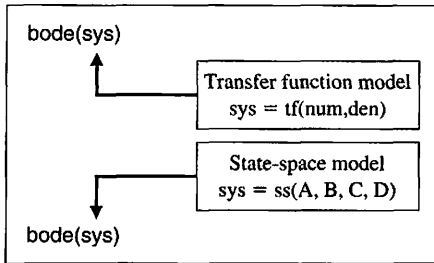 bode(sys)
Transfer function model
sys = tf(num,den)
State-space model
sys = ss(A, B, C, D)
bode(sys)